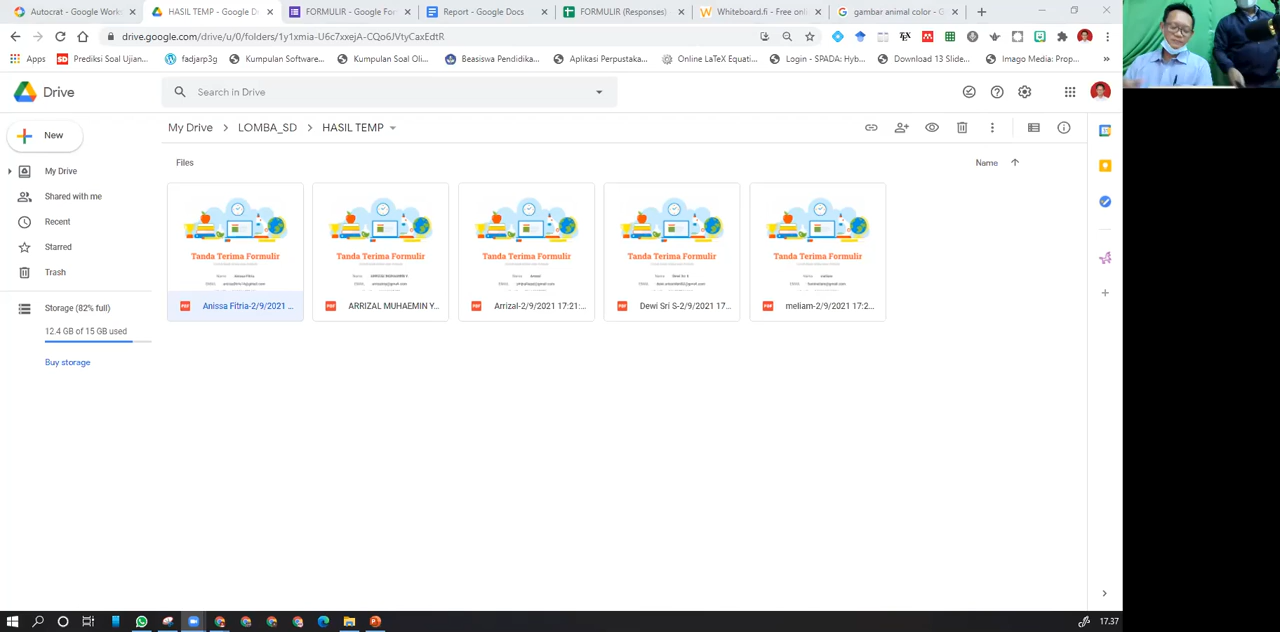 Autocrat - Google Works
HASIL TEMP - Google D
FORMULIR - Google For
Report - Google Docs
FORMULIR (Responses)
Whiteboard.fi - Free onl
gambar animal color - G
drive.google.com/drive/u/0/folders/1y1xmia-U6c7xxejA-CQo6JVtyCaxEdtR
Apps
Prediksi Soal Ujian...
fadjarp3g
Kumpulan Software...
Kumpulan Soal Oli...
Beasiswa Pendidika...
Aplikasi Perpustaka...
Online LaTeX Equati...
Login - SPADA: Hyb...
Download 13 Slide...
Imago Media: Prop...
Drive
Search in Drive
New
My Drive
Shared with me
Recent
Starred
Trash
Storage (82% full)
12.4 GB of 15 GB used
Buy storage
My Drive > LOMBA_SD > HASIL TEMP
Files
Name
Tanda Terima Formulir
Anissa Fitria-2/9/2021 ...
Tanda Terima Formulir
ARRIZAL MUHAEMIN Y...
Tanda Terima Formulir
Arrizal-2/9/2021 17:21:...
Tanda Terima Formulir
Dewi Sri S-2/9/2021 17...
Tanda Terima Formulir
meliam-2/9/2021 17:2...
17.37